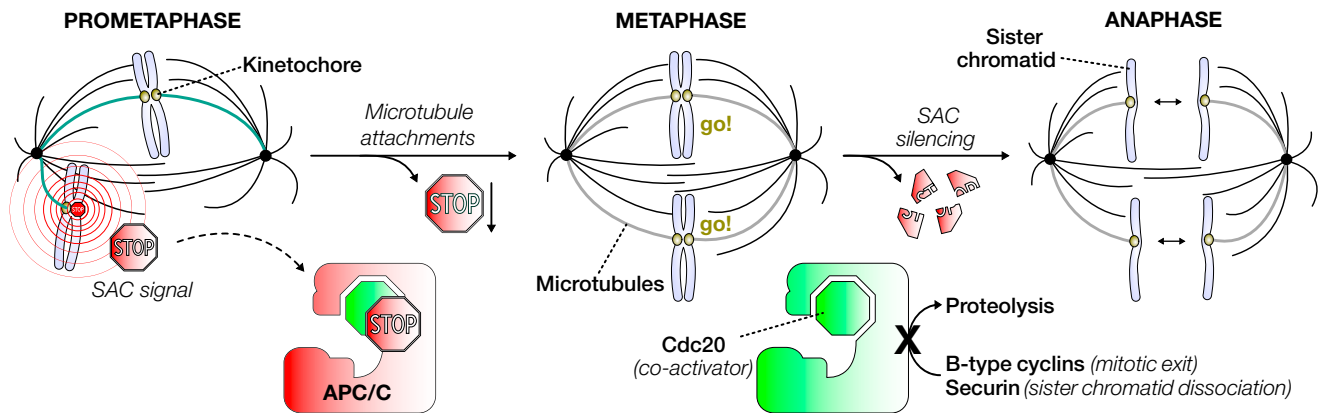 PROMETAPHASE
METAPHASE
ANAPHASE
Kinetochore
Microtubule
attachments
STOP
STOP
SAC signal
STOP
STOP
APC/C
go!
go!
Microtubules
SAC
silencing
Sister
chromatid
Cdc20
(co-activator)
X
Proteolysis
B-type cyclins (mitotic exit)
Securin (sister chromatid dissociation)